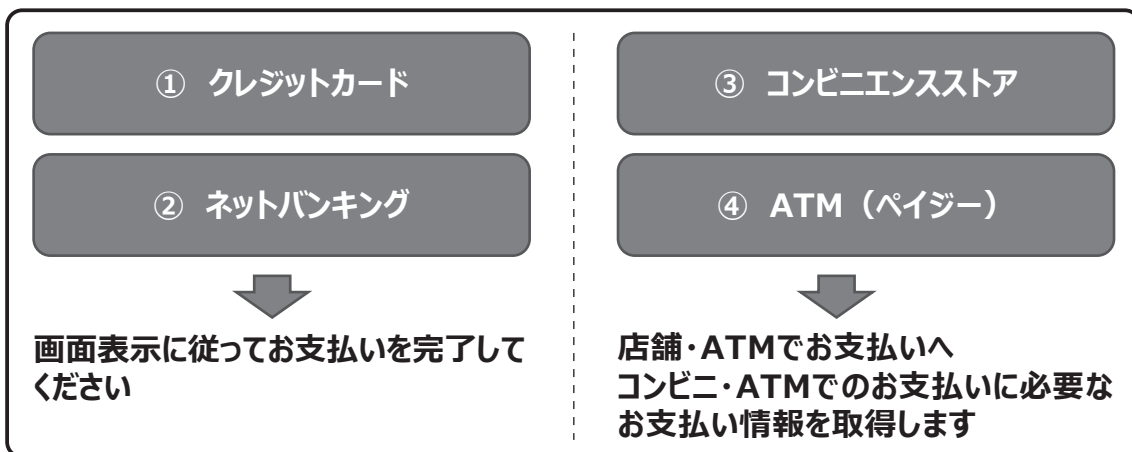 ① クレジットカード
② ネットバンキング
画面表示に従ってお支払いを完了して
ください
③ コンビニエンスストア
④ ATM（ペイジー）
店舗・ATMでお支払いへ
コンビニ・ATMでのお支払いに必要な
お支払い情報を取得します